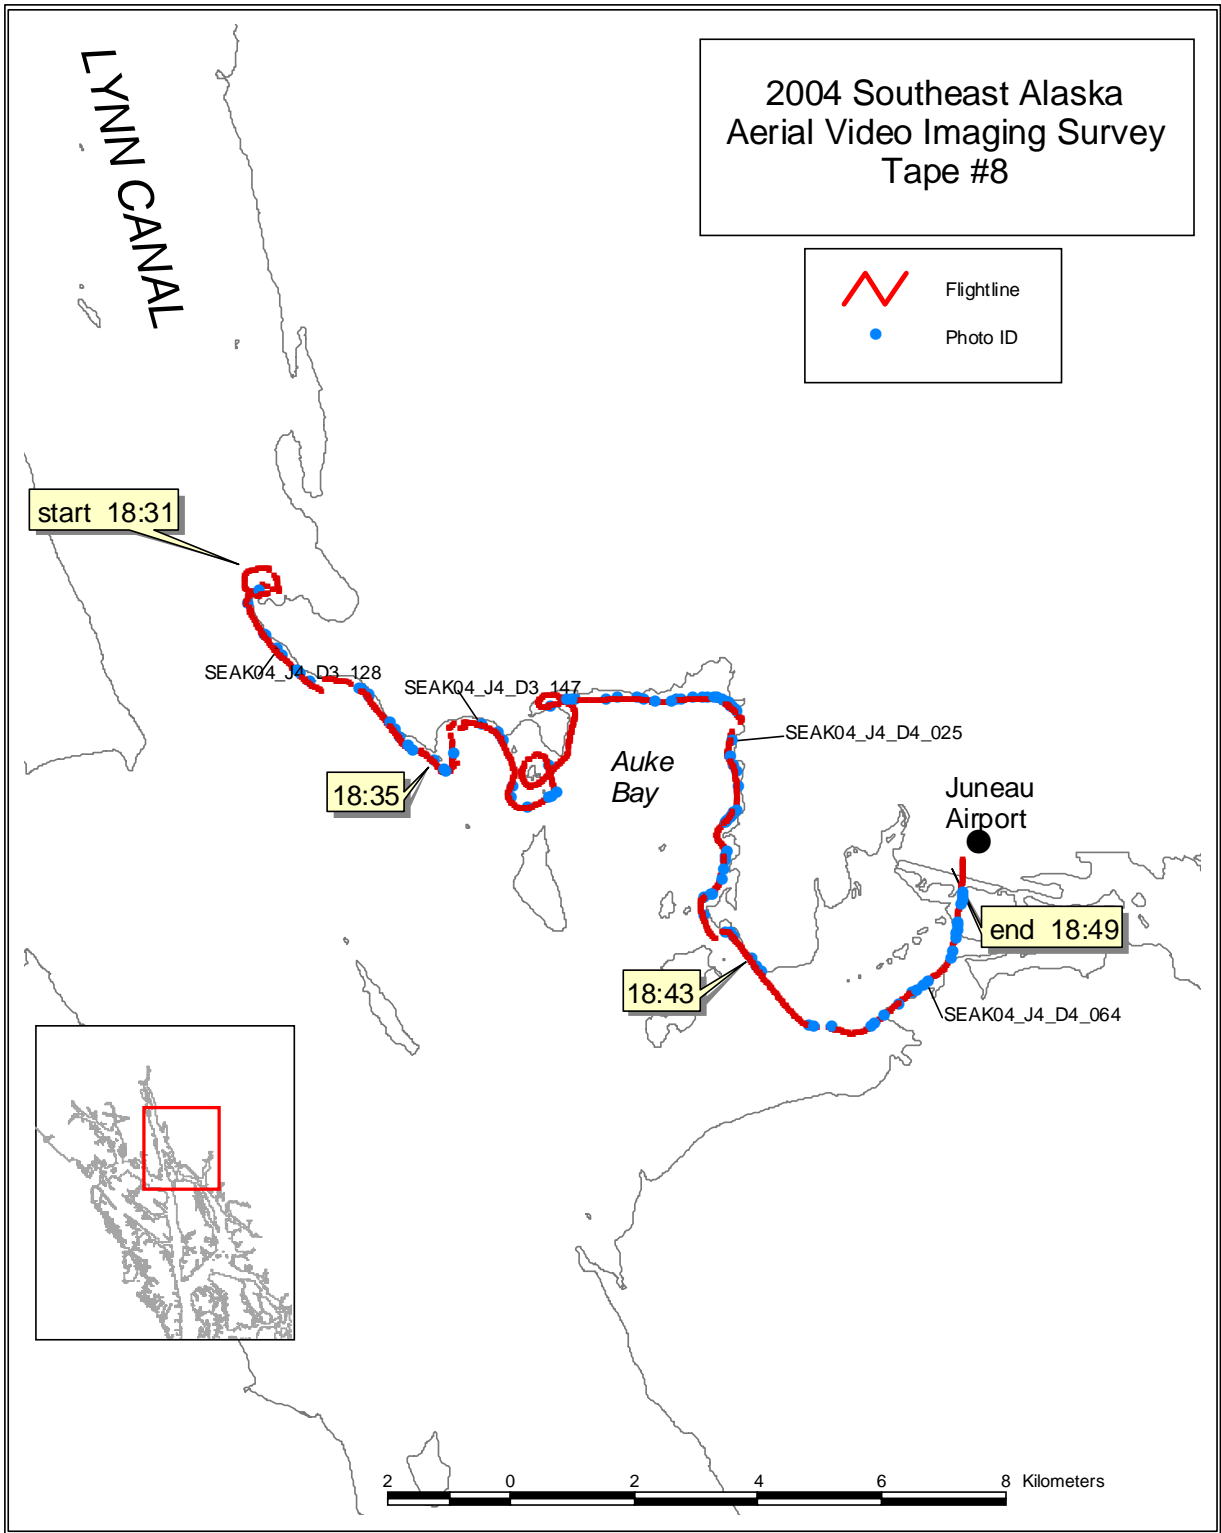 2004 Southeast Alaska
Aerial Video Imaging Survey
Tape #8
Flightline
Photo ID
LYNN CANAL
start 18:31
SEAK04_J4_D3_128
SEAK04_J4_D3_147
SEAK04_J4_D4_025
Auke
Bay
18:35
Juneau
Airport
end 18:49
18:43
SEAK04_J4_D4_064
2 0 2 4 6 8 Kilometers